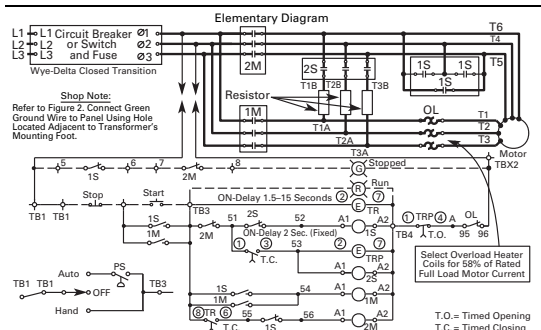 Elementary Diagram
L1 L1 Circuit Breaker Ø1
L2 L2 or Switch Ø2
L3 L3 and Fuse Ø3
Wye-Delta Closed Transition
2M
T6
T4
T5
1S 1S
1S
2S
T1B T2B T3B
Shop Note:
Refer to Figure 2. Connect Green
Ground Wire to Panel Using Hole
Located Adjacent to Transformer's
Mounting Foot.
Resistor
1M
OL
T1A
T2A
T3A
T1
T2
T3
Motor
TBX2
5 1S 6 7 2M 8
G Stopped
R Run
Stop Start
TB1 TB1
TB3
ON-Delay 1.5–15 Seconds 2 E 7
TR
1S
1M
2M
51 2S 52 A1 A2
1S
TB4
1 TRP 4 A OL
T.O. 95 96
ON-Delay 2 Sec. (Fixed)
1 3 53 2 E 7
T.C. TRP
A1 A2
2S
Select Overload Heater
Coils for 58% of Rated
Full Load Motor Current
Auto PS
TB1 TB1 OFF TB3
Hand
1S 54 A1 A2
1M 1M
8 TR 6 55 56 A1 A2
T.C. 1S 2M
T.O.= Timed Opening
T.C.= Timed Closing